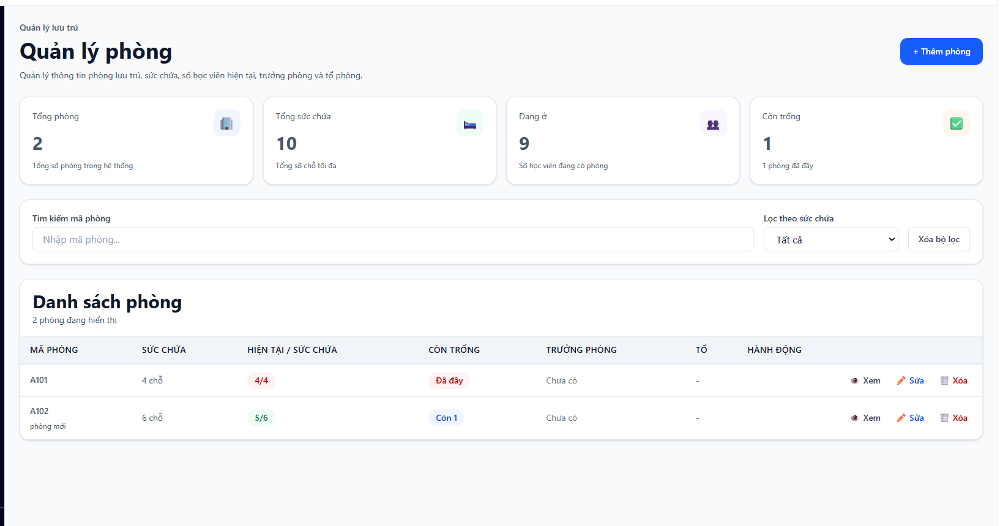 Quản lý lưu trú
Quản lý phòng
+ Thêm phòng
Quản lý thông tin phòng lưu trú, sức chứa, số học viên hiện tại, trưởng phòng và tổ phòng.
Tổng phòng
2
Tổng số phòng trong hệ thống
Tổng sức chứa
10
Tổng số chỗ tối đa
Đang ở
9
Số học viên đang có phòng
Còn trống
1
1 phòng đã đầy
Tìm kiếm mã phòng
Nhập mã phòng...
Lọc theo sức chứa
Tất cả
Xóa bộ lọc
Danh sách phòng
2 phòng đang hiển thị
MÃ PHÒNG SỨC CHỨA HIỆN TẠI / SỨC CHỨA CÒN TRỐNG TRƯỞNG PHÒNG TỔ HÀNH ĐỘNG
A101 4 chỗ 4/4 Đã đầy Chưa có - Xem Sửa Xóa
A102 6 chỗ 5/6 Còn 1 Chưa có - Xem Sửa Xóa
phòng mới